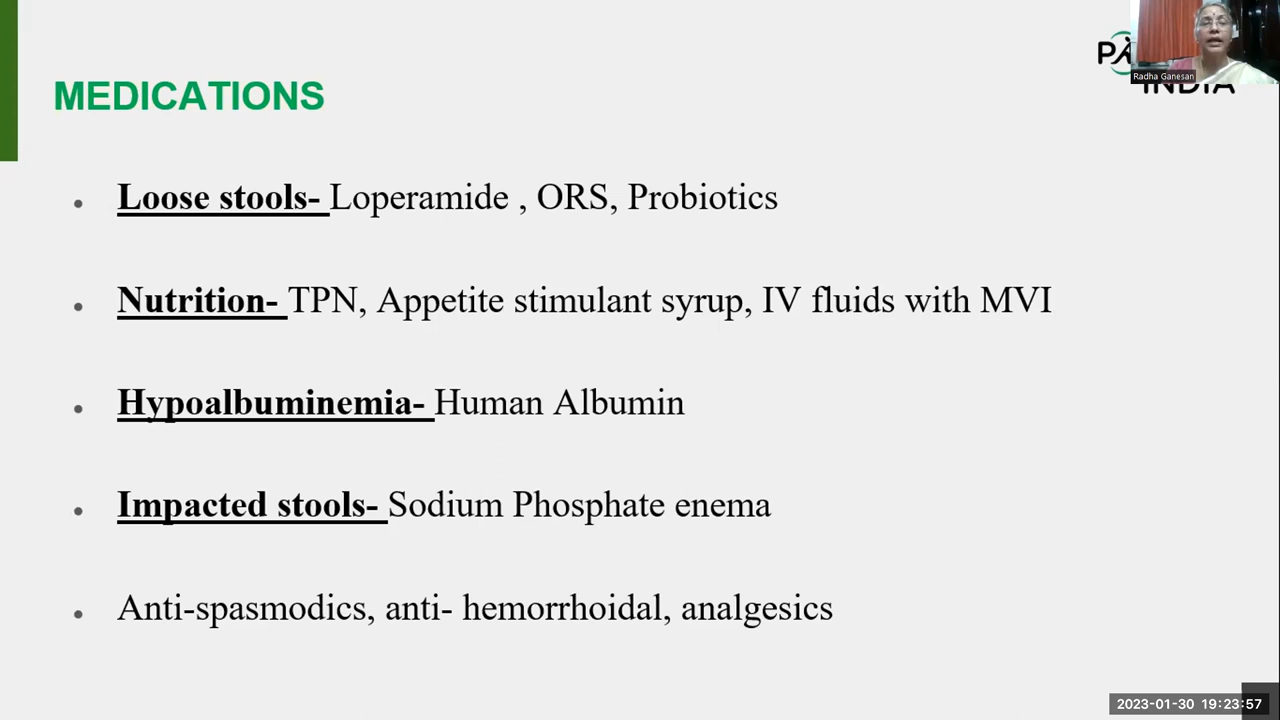 MEDICATIONS
Radha Ganesan
INDIA
Loose stools- Loperamide , ORS, Probiotics
Nutrition- TPN, Appetite stimulant syrup, IV fluids with MVI
Hypoalbuminemia- Human Albumin
Impacted stools- Sodium Phosphate enema
Anti-spasmodics, anti- hemorrhoidal, analgesics
2023-01-30 19:23:57